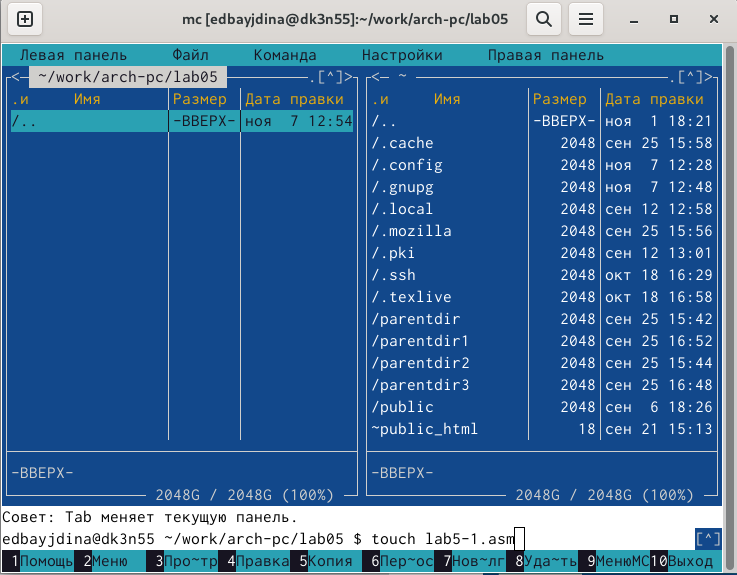 mc [edbayjdina@dk3n55]:~/work/arch-pc/lab05
Левая панель Файл Команда Настройки Правая панель
<─ ~/work/arch-pc/lab05 .[^]>
.и Имя Размер Дата правки
/.. -ВВЕРХ- ноя 7 12:54
-ВВЕРХ-
2048G / 2048G (100%)
<─ ~ .[^]>
.и Имя Размер Дата правки
/.. -ВВЕРХ- ноя 1 18:21
/.cache 2048 сен 25 15:58
/.config 2048 ноя 7 12:28
/.gnupg 2048 ноя 7 12:48
/.local 2048 сен 12 12:58
/.mozilla 2048 сен 25 15:56
/.pki 2048 сен 12 13:01
/.ssh 2048 окт 18 16:29
/.texlive 2048 окт 18 16:58
/parentdir 2048 сен 25 15:42
/parentdir1 2048 сен 25 16:52
/parentdir2 2048 сен 25 15:44
/parentdir3 2048 сен 25 16:48
/public 2048 сен 6 18:26
~public_html 18 сен 21 15:13
-ВВЕРХ-
2048G / 2048G (100%)
Совет: Tab меняет текущую панель.
edbayjdina@dk3n55 ~/work/arch-pc/lab05 $ touch lab5-1.asm [^]
1Помощь 2Меню 3Про~тр 4Правка 5Копия 6Пер~ос 7Нов~лг 8Уда~ть 9МенюМС 10Выход